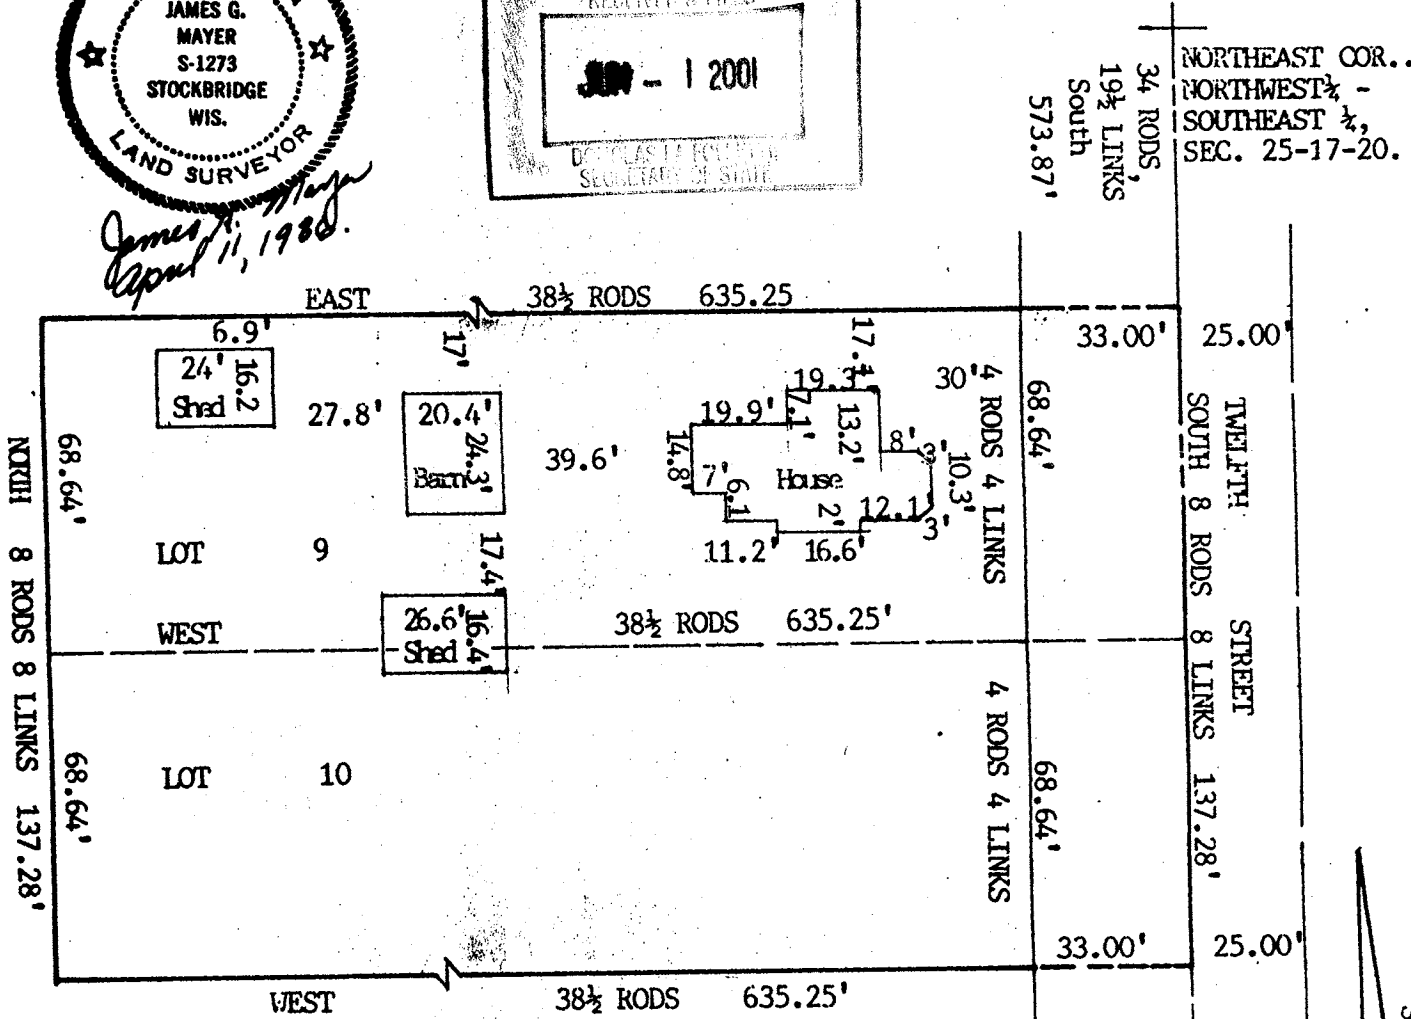 JAMES G.
MAYER
S-1273
STOCKBRIDGE
WIS.
LAND SURVEYOR
James G. Mayer
April 11, 1986.
JUN - 1 2001
SECRETARY OF STATE
34 RODS,
19½ LINKS
South
573.87'
NORTHEAST COR..
NORTHWEST¼ -
SOUTHEAST ¼,
SEC. 25-17-20.
EAST 38½ RODS 635.25
33.00' 25.00'
6.9'
24' 16.2
Shed
27.8'
17'
20.4'
24.3'
Barn
39.6'
17.4'
19.3'
30'
19.9'
7.1'
13.2'
8'
3'
10.3'
14.8'
7'
6.1
House
2'
12.1'
3'
11.2' 16.6'
4 RODS 4 LINKS
68.64'
TWELFTH STREET
SOUTH 8 RODS 8 LINKS 137.28'
NORTH 8 RODS 8 LINKS 137.28'
68.64'
LOT 9
17.4'
26.6' 16.4'
Shed
WEST 38½ RODS 635.25'
LOT 10
68.64'
4 RODS 4 LINKS
68.64'
33.00' 25.00'
WEST 38½ RODS 635.25'